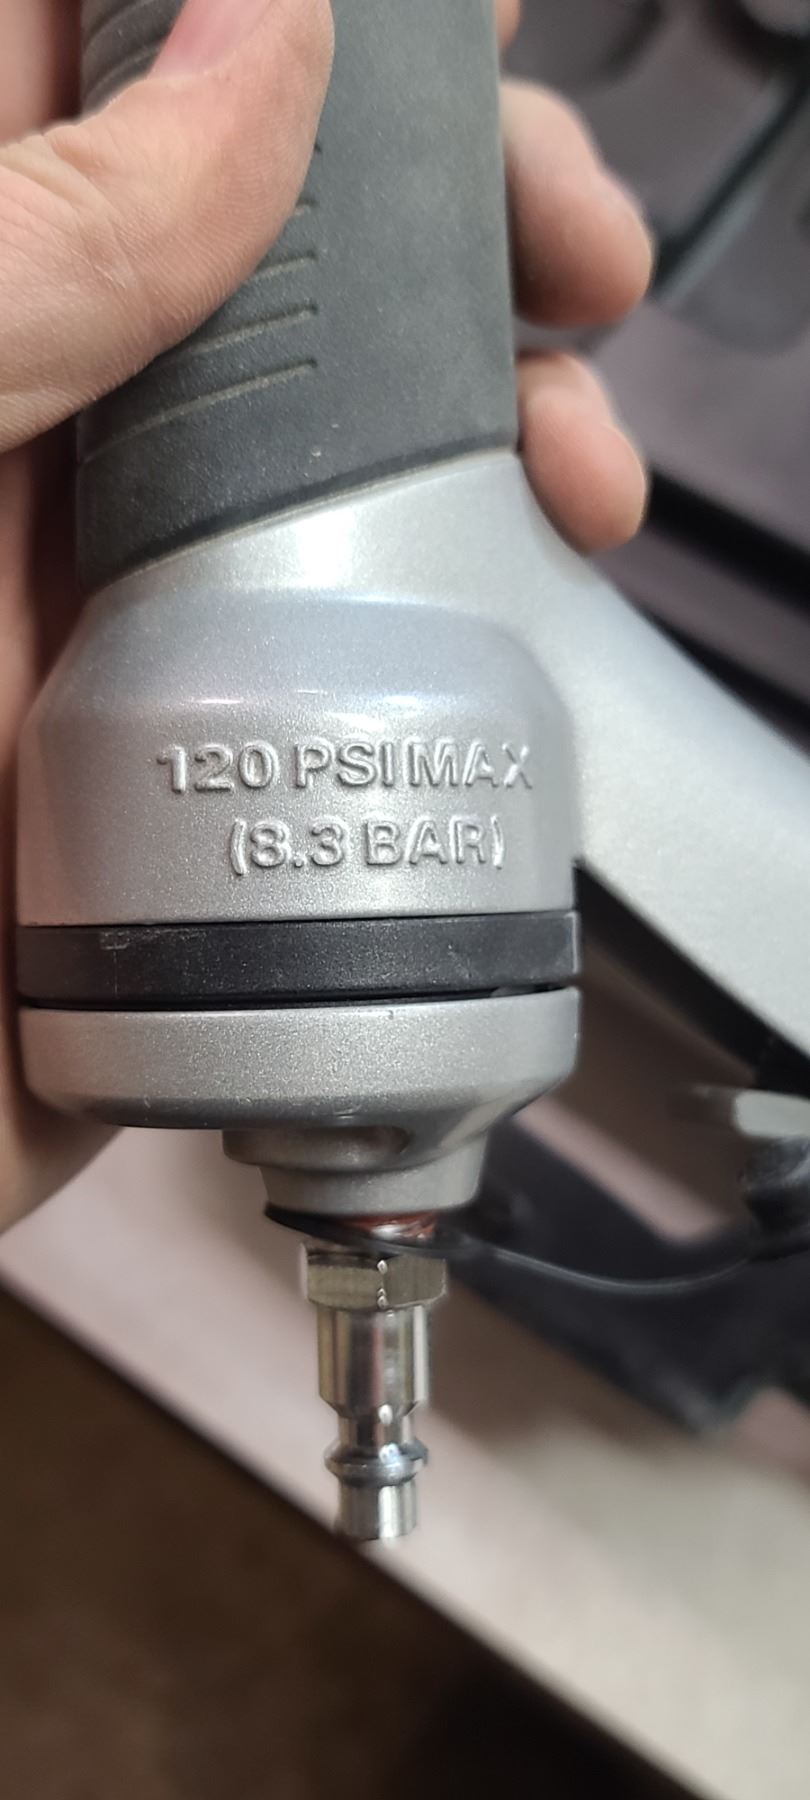 120 PSI MAX
(8.3 BAR)